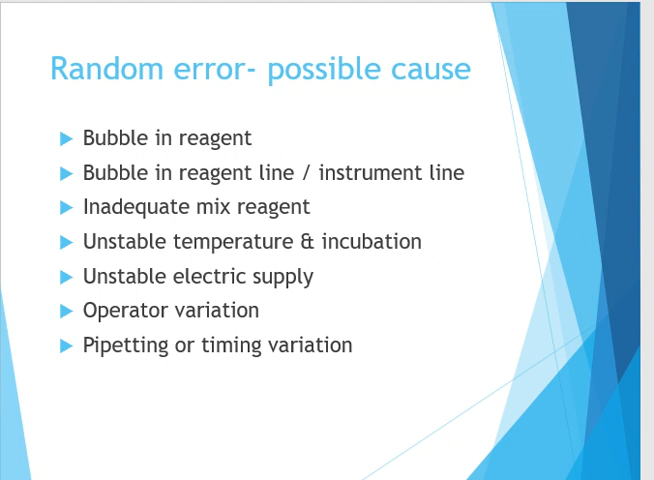 Random error- possible cause
Bubble in reagent
Bubble in reagent line / instrument line
Inadequate mix reagent
Unstable temperature & incubation
Unstable electric supply
Operator variation
Pipetting or timing variation